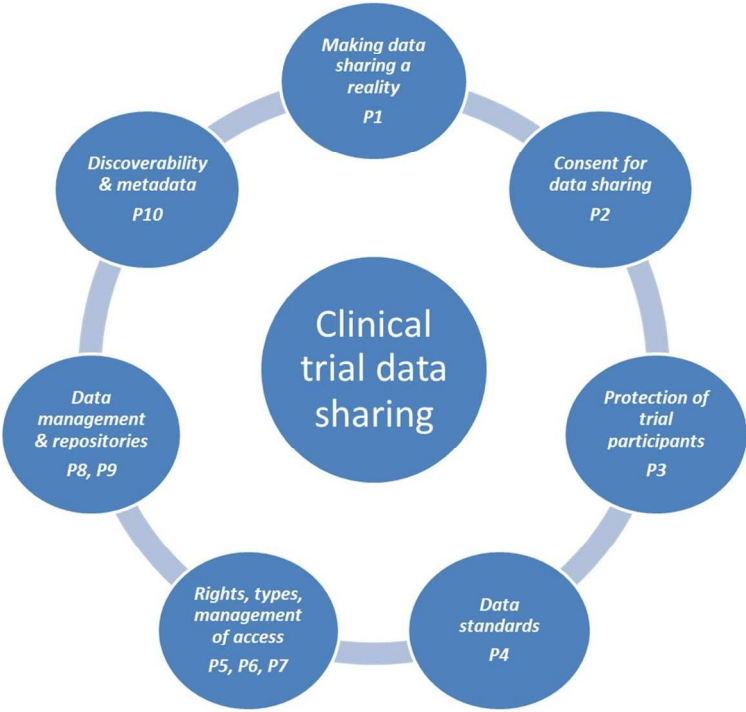 Making data
sharing a
reality
P1
Consent for
data sharing
P2
Protection of
trial
participants
P3
Data
standards
P4
Rights, types,
management
of access
P5, P6, P7
Data
management
& repositories
P8, P9
Discoverability
& metadata
P10
Clinical
trial data
sharing